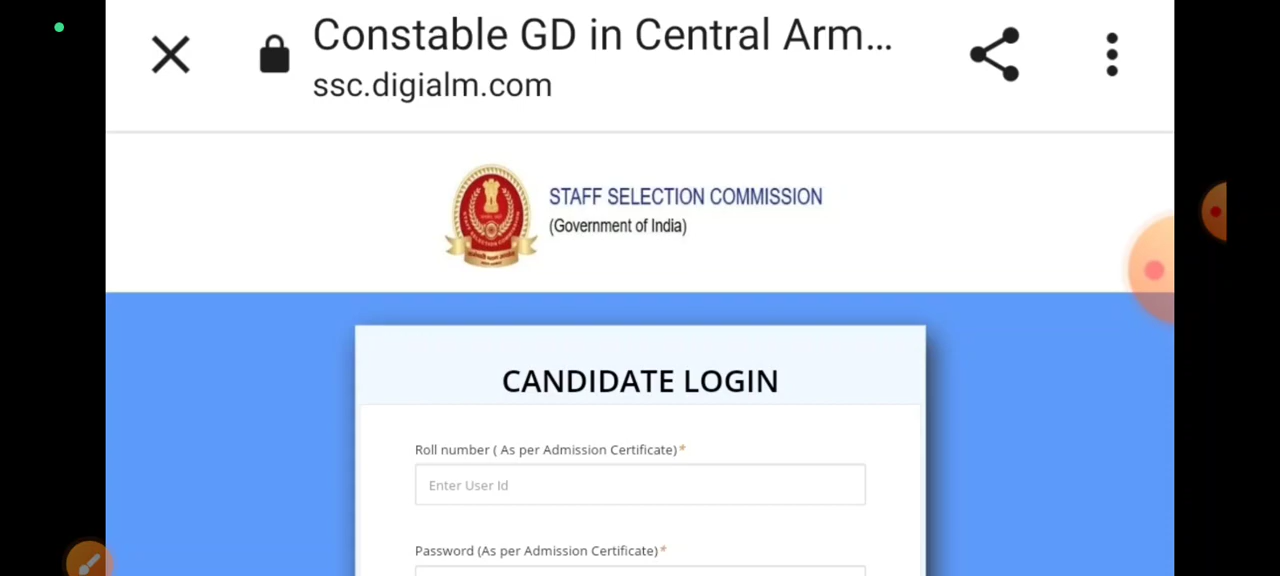 Constable GD in Central Arm...
ssc.digialm.com
STAFF SELECTION COMMISSION
(Government of India)
CANDIDATE LOGIN
Roll number ( As per Admission Certificate)*
Enter User Id
Password (As per Admission Certificate)*